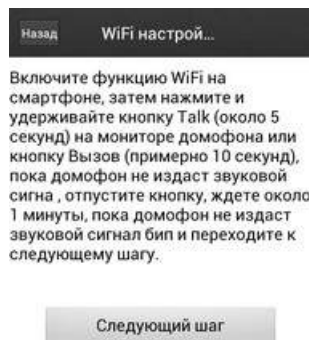 Назад WiFi настрой...
Включите функцию WiFi на
смартфоне, затем нажмите и
удерживайте кнопку Talk (около 5
секунд) на мониторе домофона или
кнопку Вызов (примерно 10 секунд),
пока домофон не издаст звуковой
сигна , отпустите кнопку, ждете около
1 минуты, пока домофон не издаст
звуковой сигнал бип и переходите к
следующему шагу.
Следующий шаг